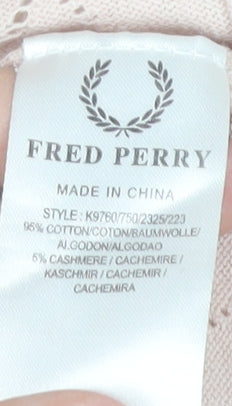 FRED PERRY
MADE IN CHINA
STYLE : K9760/750/2325/223
95% COTTON/COTON/BAUMWOLLE/
ALGODON/ALGODAO
5% CASHMERE / CACHEMIRE /
KASCHMIR / CACHEMIR /
CACHEMIRA